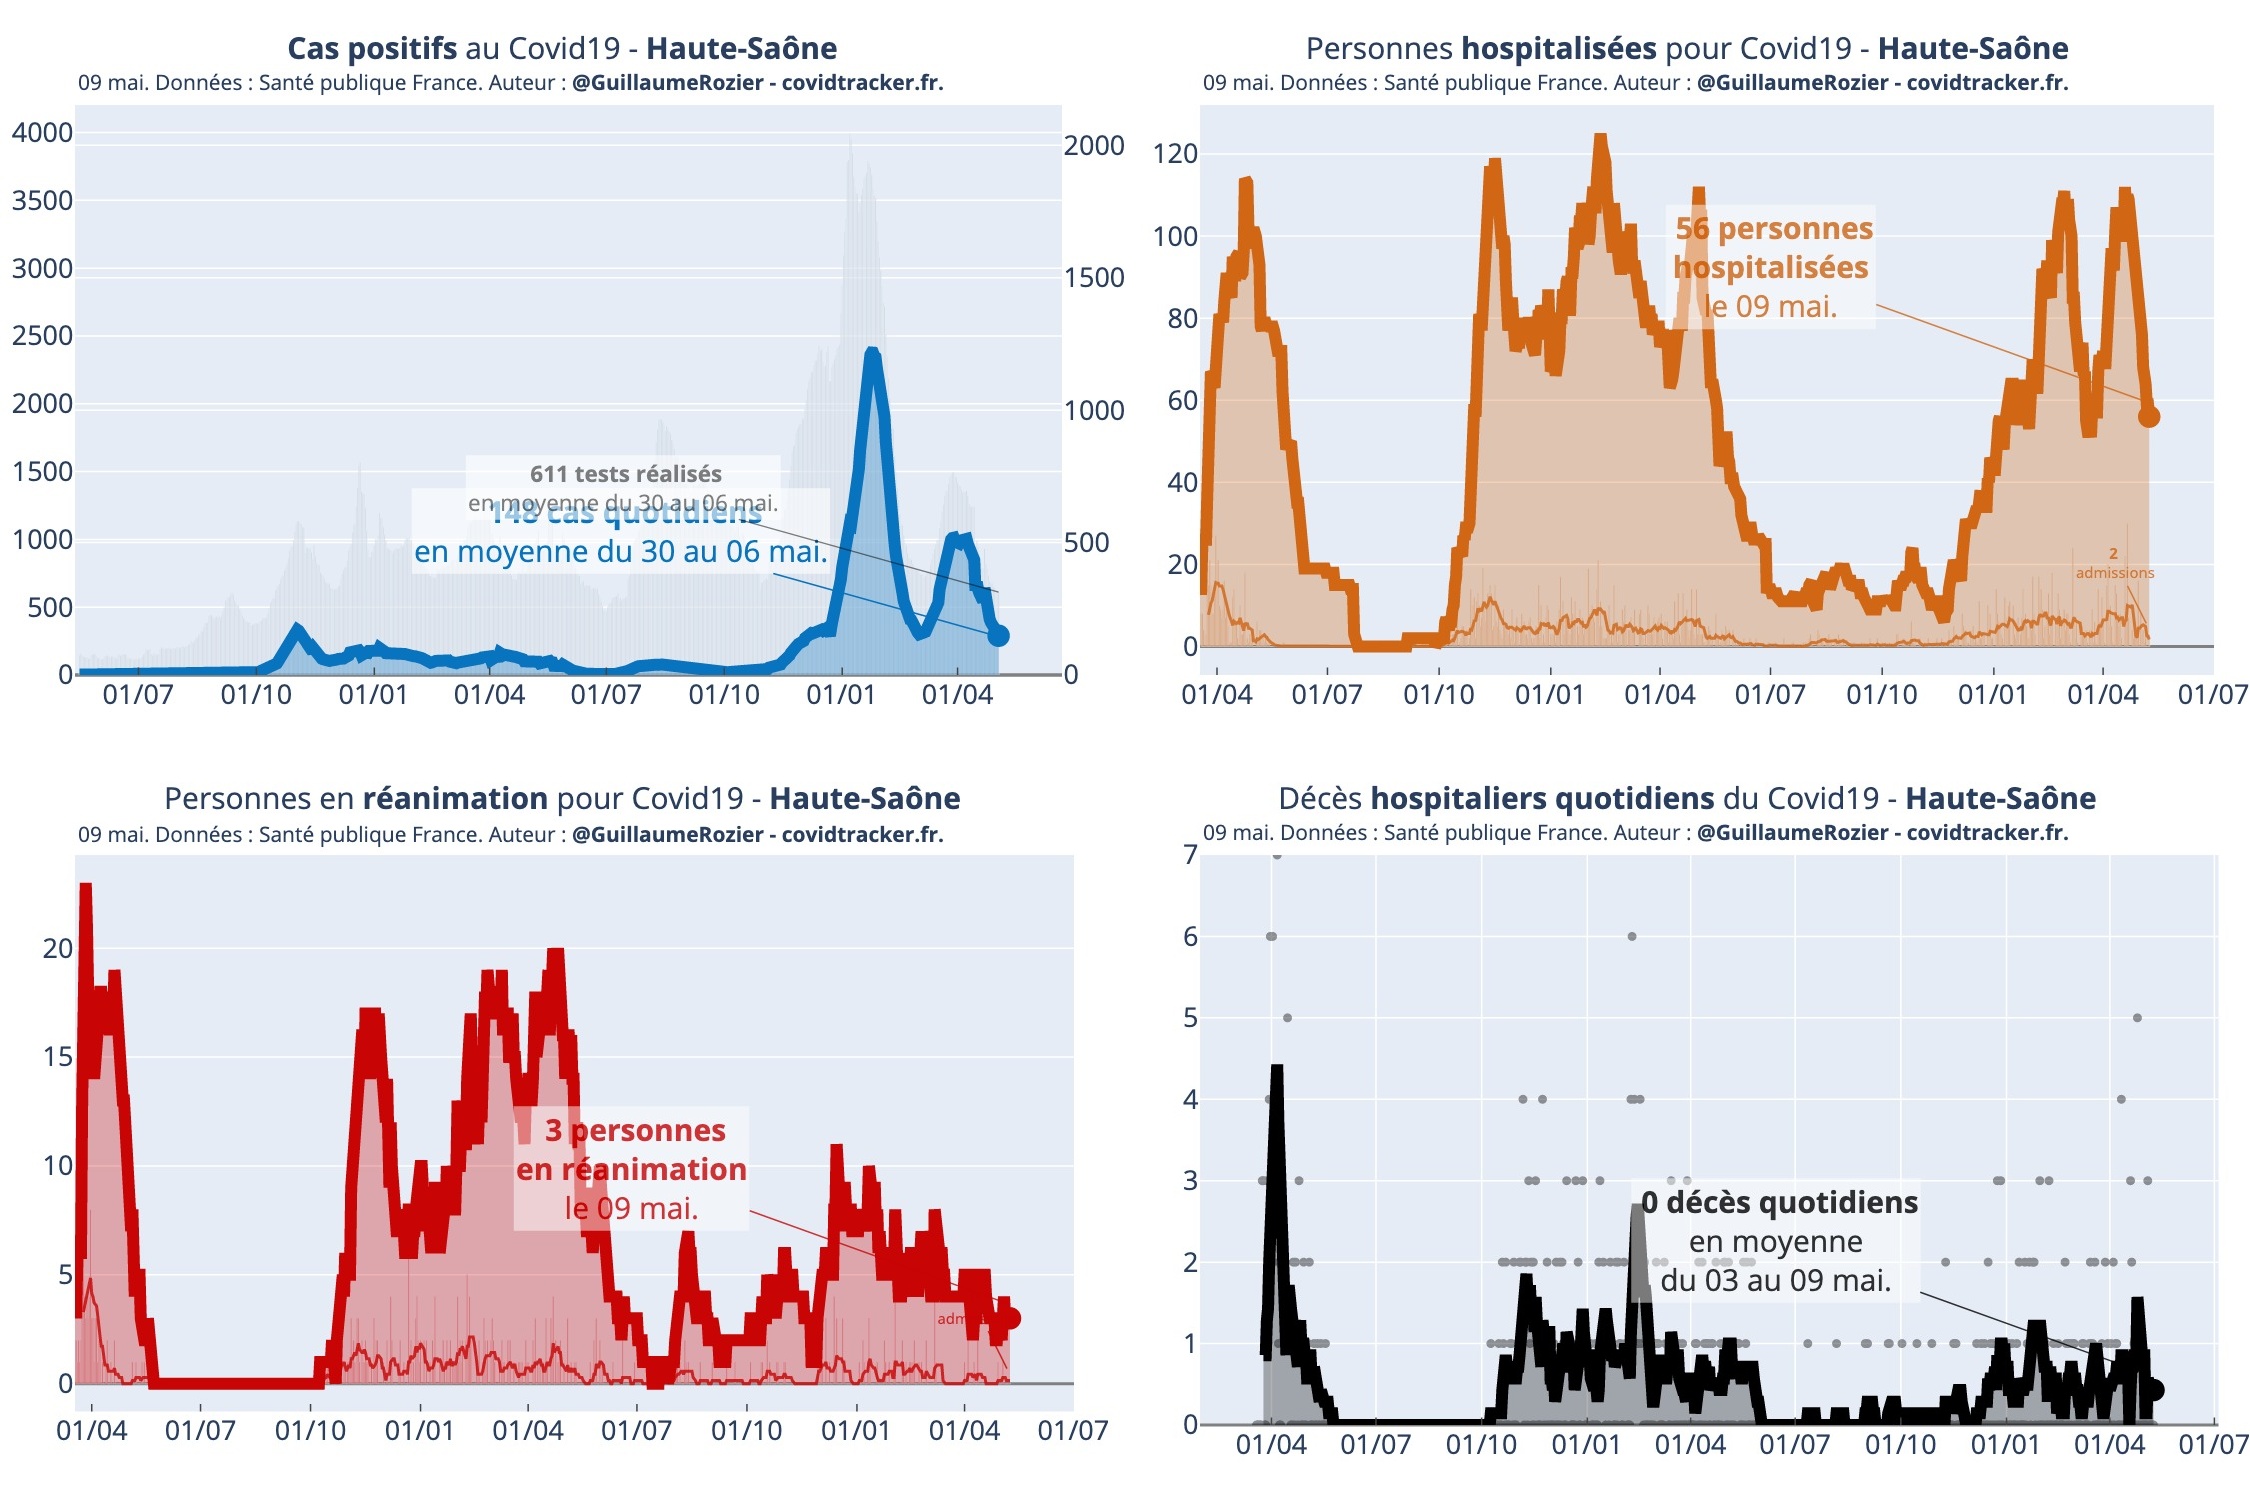 Cas positifs au Covid19 - Haute-Saône
09 mai. Données : Santé publique France. Auteur : @GuillaumeRozier - covidtracker.fr.
4000
3500
3000
2500
2000
1500
1000
500
0
2000
1500
1000
500
0
611 tests réalisés
en moyenne du 30 au 06 mai.
148 cas quotidiens
en moyenne du 30 au 06 mai.
01/07 01/10 01/01 01/04 01/07 01/10 01/01 01/04
Personnes hospitalisées pour Covid19 - Haute-Saône
09 mai. Données : Santé publique France. Auteur : @GuillaumeRozier - covidtracker.fr.
120
100
80
60
40
20
0
56 personnes
hospitalisées
le 09 mai.
2
admissions
01/04 01/07 01/10 01/01 01/04 01/07 01/10 01/01 01/04 01/07
Personnes en réanimation pour Covid19 - Haute-Saône
09 mai. Données : Santé publique France. Auteur : @GuillaumeRozier - covidtracker.fr.
20
15
10
5
0
3 personnes
en réanimation
le 09 mai.
01/04 01/07 01/10 01/01 01/04 01/07 01/10 01/01 01/04 01/07
Décès hospitaliers quotidiens du Covid19 - Haute-Saône
09 mai. Données : Santé publique France. Auteur : @GuillaumeRozier - covidtracker.fr.
7
6
5
4
3
2
1
0
0 décès quotidiens
en moyenne
du 03 au 09 mai.
01/04 01/07 01/10 01/01 01/04 01/07 01/10 01/01 01/04 01/07